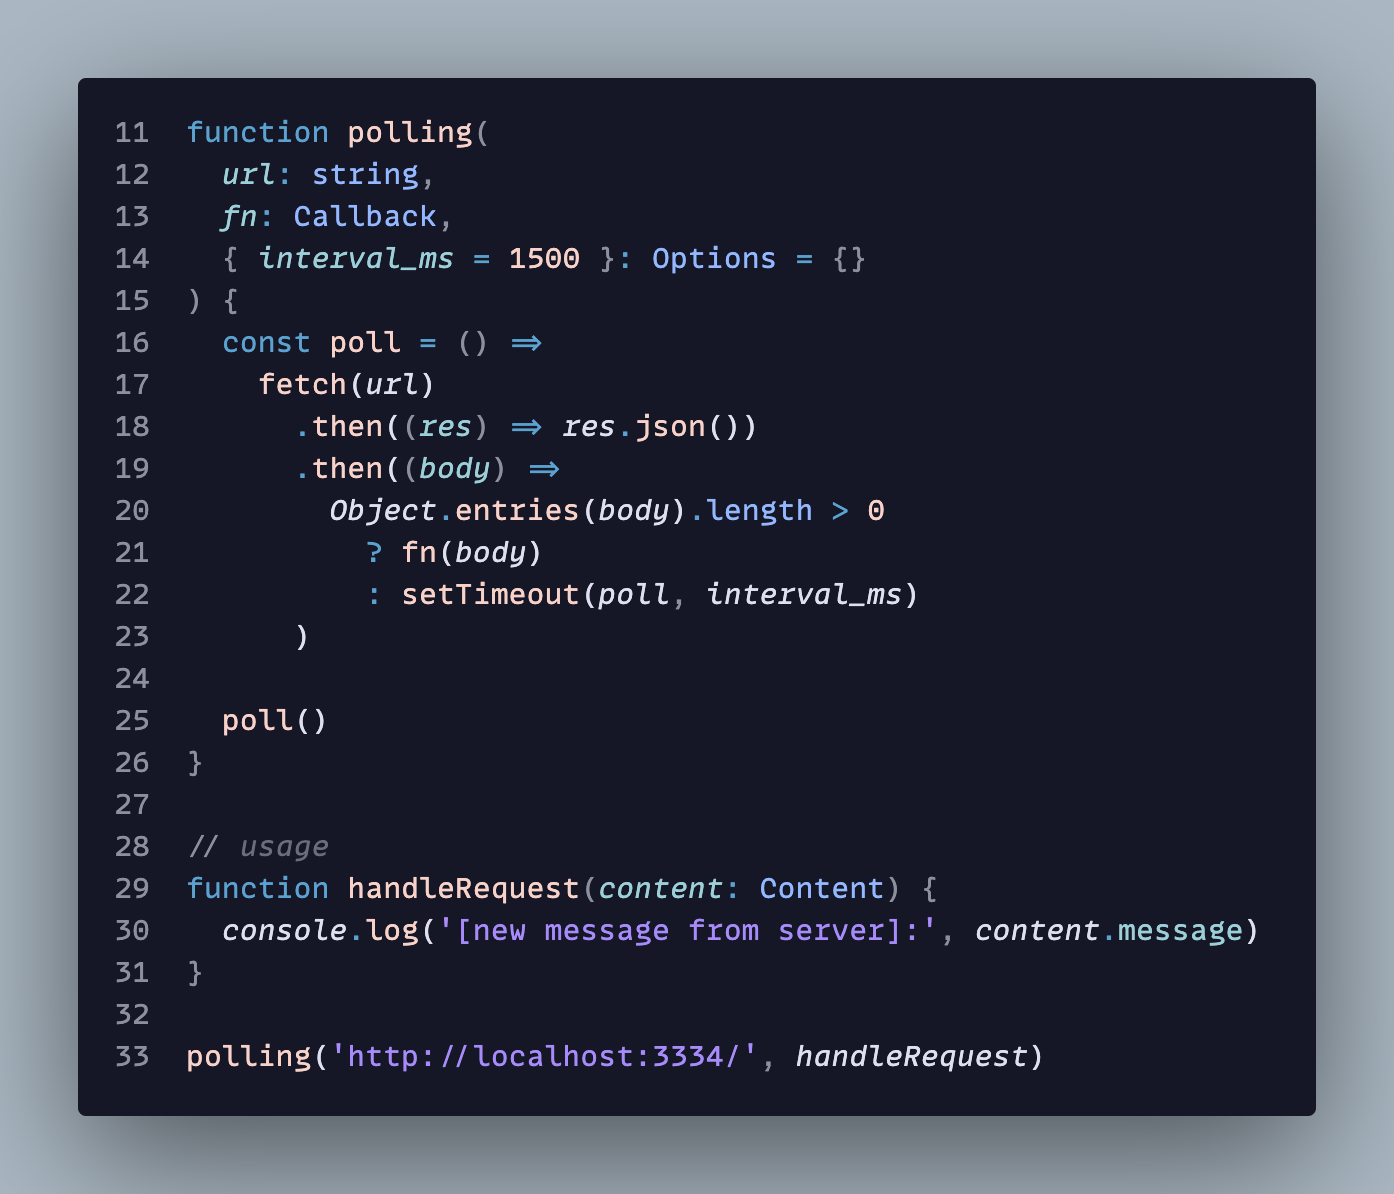 11 function polling(
12   url: string,
13   fn: Callback,
14   { interval_ms = 1500 }: Options = {}
15 ) {
16   const poll = () =>
17     fetch(url)
18       .then((res) => res.json())
19       .then((body) =>
20         Object.entries(body).length > 0
21           ? fn(body)
22           : setTimeout(poll, interval_ms)
23       )
24
25   poll()
26 }
27
28 // usage
29 function handleRequest(content: Content) {
30   console.log('[new message from server]:', content.message)
31 }
32
33 polling('http://localhost:3334/', handleRequest)